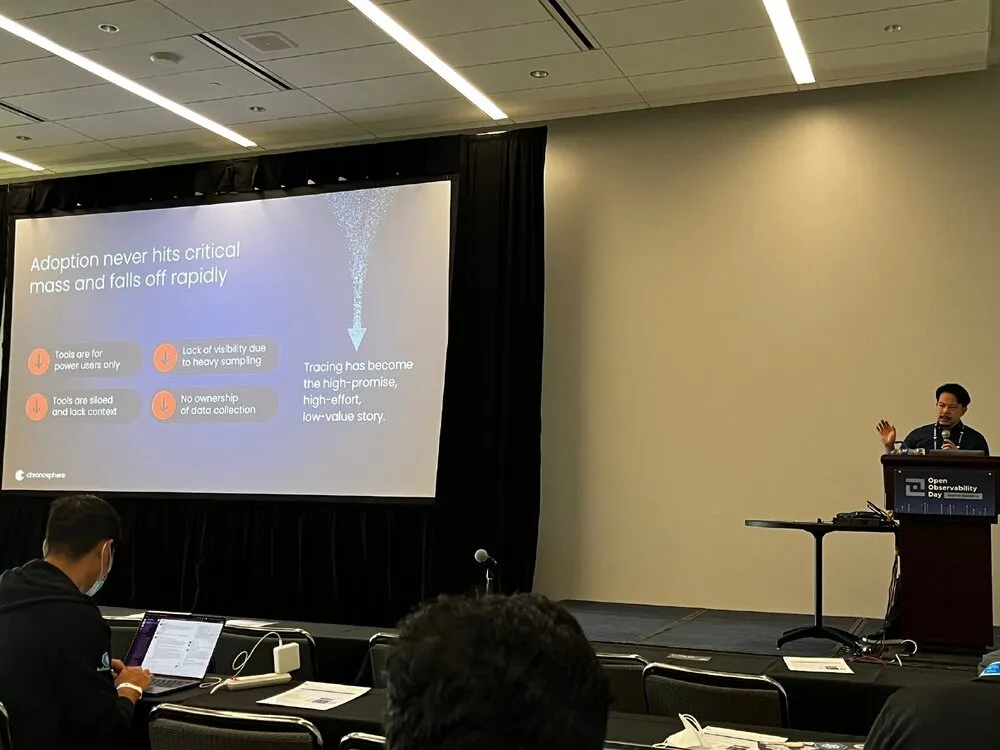 Adoption never hits critical
mass and falls off rapidly
Tools are for
power users only
Lack of visibility due
to heavy sampling
Tools are siloed
and lack context
No ownership
of data collection
Tracing has become
the high-promise,
high-effort,
low-value story.
chronosphere
Open
Observability
Day
NORTH AMERICA